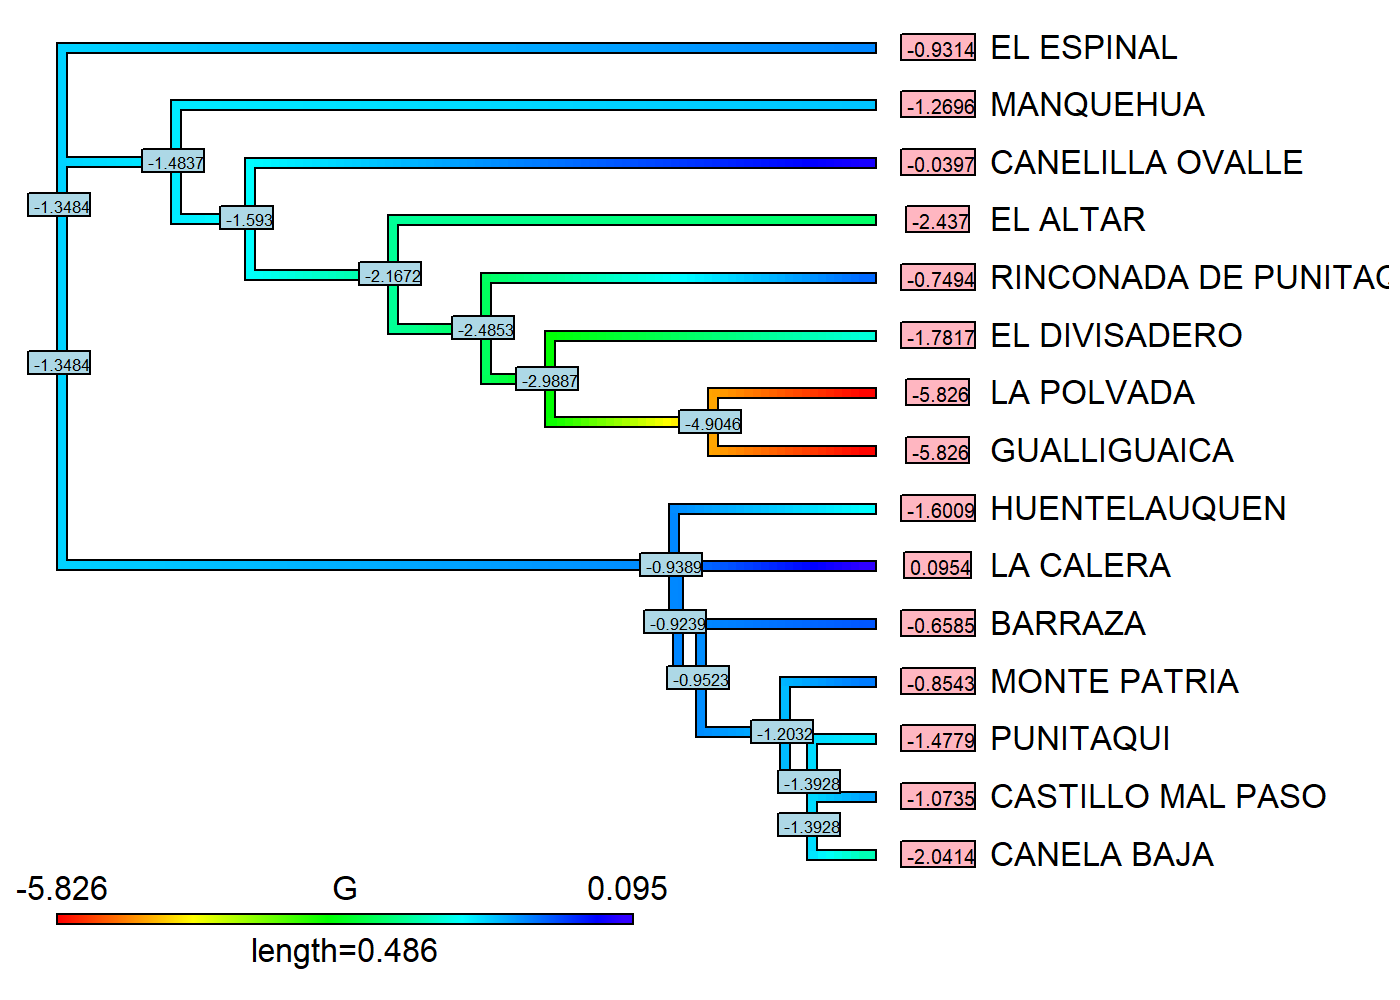 -0.9314 EL ESPINAL
-1.2696 MANQUEHUA
-1.4837
-0.0397 CANELILLA OVALLE
-1.3484
-1.593
-2.437 EL ALTAR
-2.1672
-0.7494 RINCONADA DE PUNITAQ
-2.4853
-1.7817 EL DIVISADERO
-1.3484
-2.9887
-5.826 LA POLVADA
-4.9046
-5.826 GUALLIGUAICA
-1.6009 HUENTELAUQUEN
-0.9389
0.0954 LA CALERA
-0.9239
-0.6585 BARRAZA
-0.9523
-0.8543 MONTE PATRIA
-1.2032
-1.4779 PUNITAQUI
-1.3928
-1.0735 CASTILLO MAL PASO
-1.3928
-2.0414 CANELA BAJA
-5.826 G 0.095
length=0.486